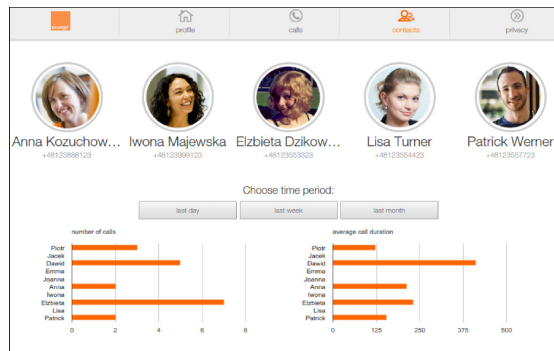 orange
profile
calls
contacts
privacy
Anna Kozuchow... Iwona Majewska Elzbieta Dzikow... Lisa Turner Patrick Werner
+48123888123 +48123999123 +48123553323 +48123554423 +48123557723
Choose time period:
last day last week last month
number of calls
Piotr
Jacek
Dawid
Emma
Joanna
Anna
Iwona
Elzbieta
Lisa
Patrick
0 2 4 6 8
average call duration
Piotr
Jacek
Dawid
Emma
Joanna
Anna
Iwona
Elzbieta
Lisa
Patrick
0 125 250 375 500